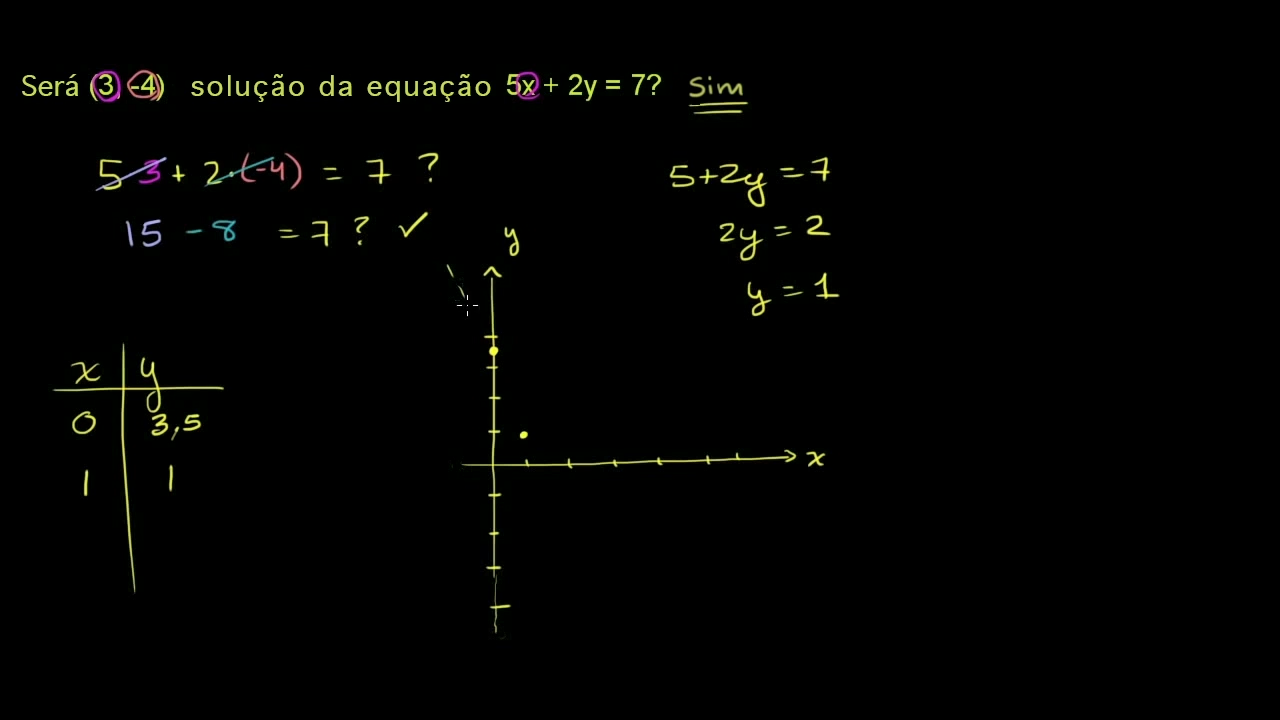 Será (3, -4) solução da equação 5x + 2y = 7? Sim
5·3 + 2·(-4) = 7 ?
15 - 8 = 7 ? ✓
5+2y = 7
2y = 2
y = 1
x y
0 3,5
1 1
y
x